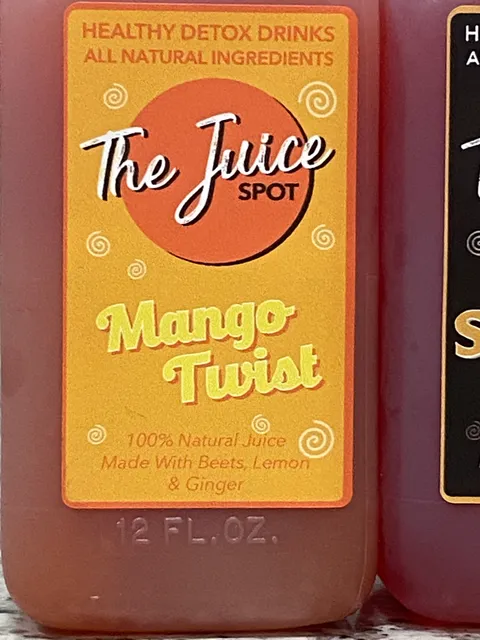 HEALTHY DETOX DRINKS
ALL NATURAL INGREDIENTS
The Juice
SPOT
Mango
Twist
100% Natural Juice
Made With Beets, Lemon
& Ginger
12 FL.OZ.
H
A
S